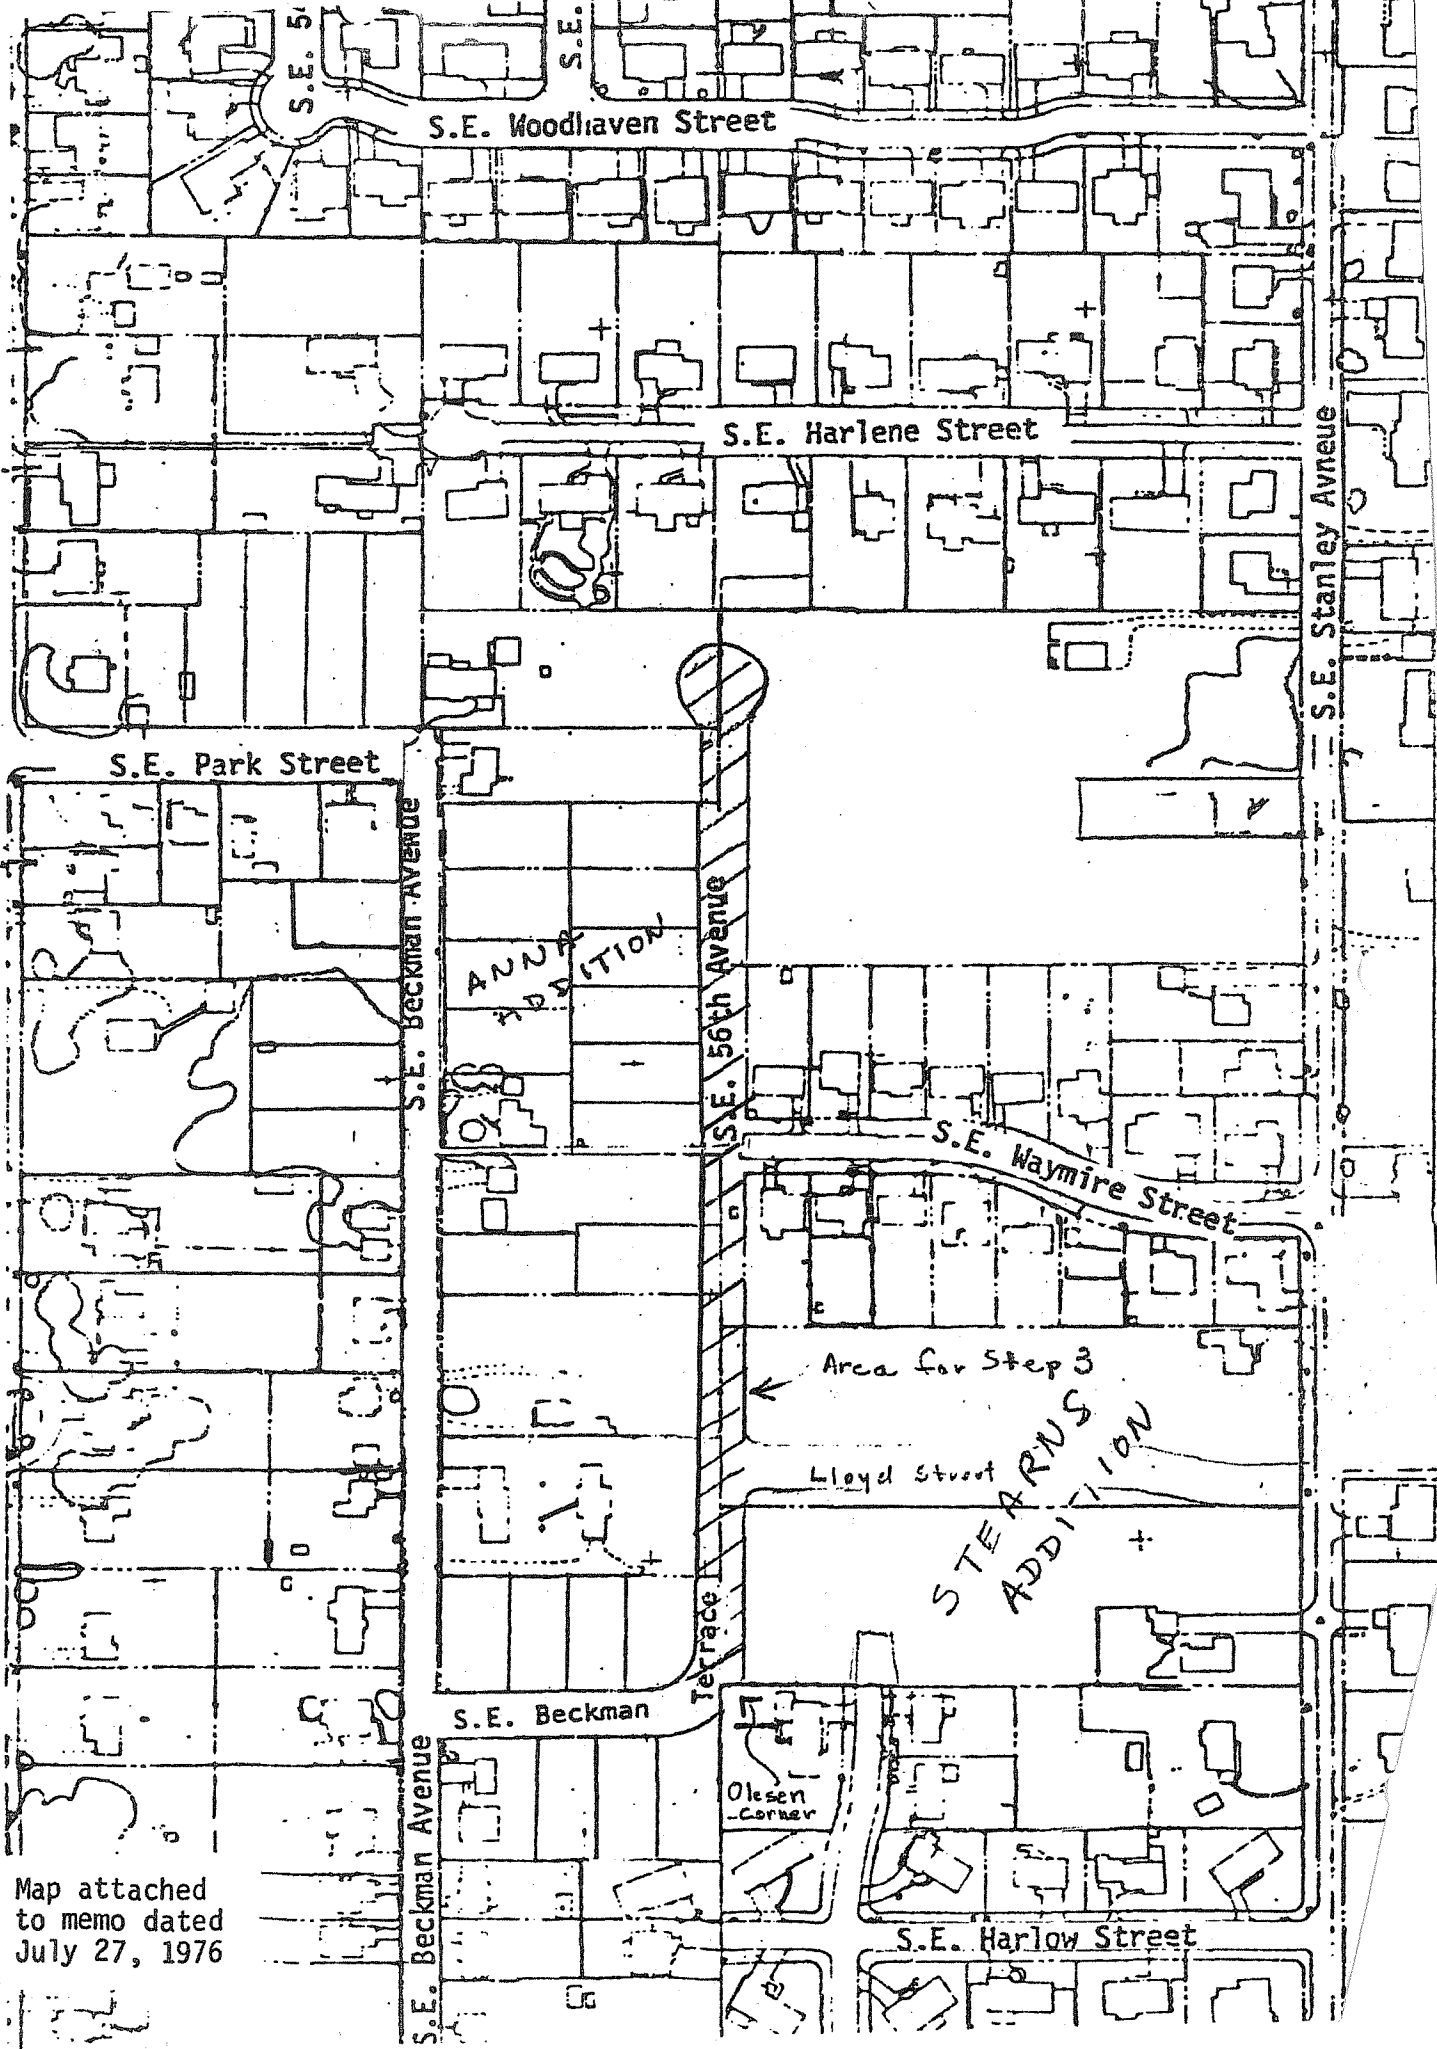 S.E.
S.E.
S.E. Woodhaven Street
S.E. Harlene Street
S.E. Stanley Avneue
S.E. Park Street
S.E. Beckman Avenue
ANNA
ADDITION
S.E. 56th Avenue
S.E. Waymire Street
Area for Step 3
Lloyd Street
STEARNS
ADDITION
S.E. Beckman
Terrace
Olesen
Corner
S.E. Beckman Avenue
Map attached
to memo dated
July 27, 1976
S.E. Harlow Street